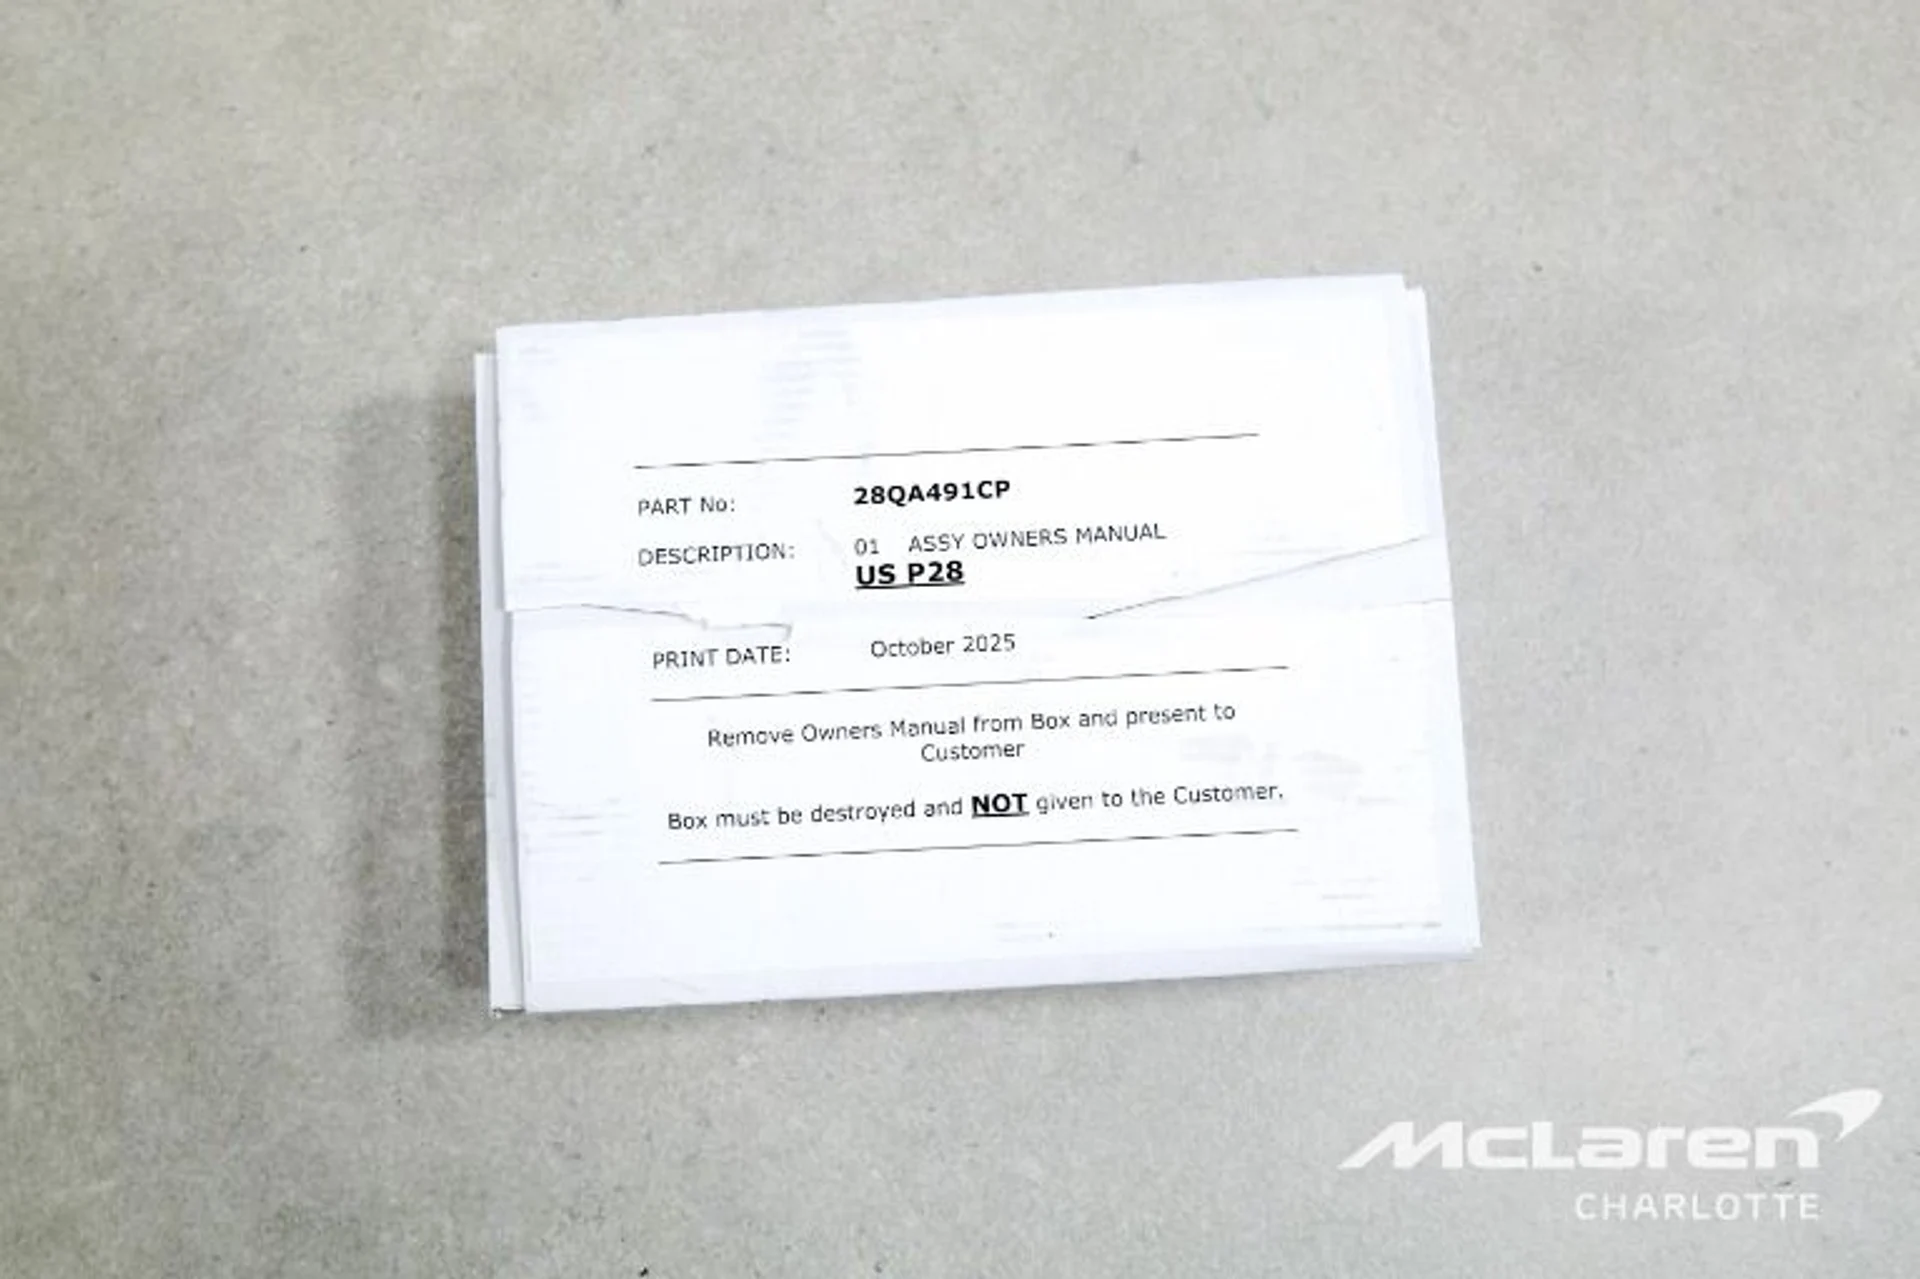 PART No: 28QA491CP
DESCRIPTION: 01 ASSY OWNERS MANUAL
US P28
PRINT DATE: October 2025
Remove Owners Manual from Box and present to
Customer
Box must be destroyed and NOT given to the Customer.
McLaren
CHARLOTTE